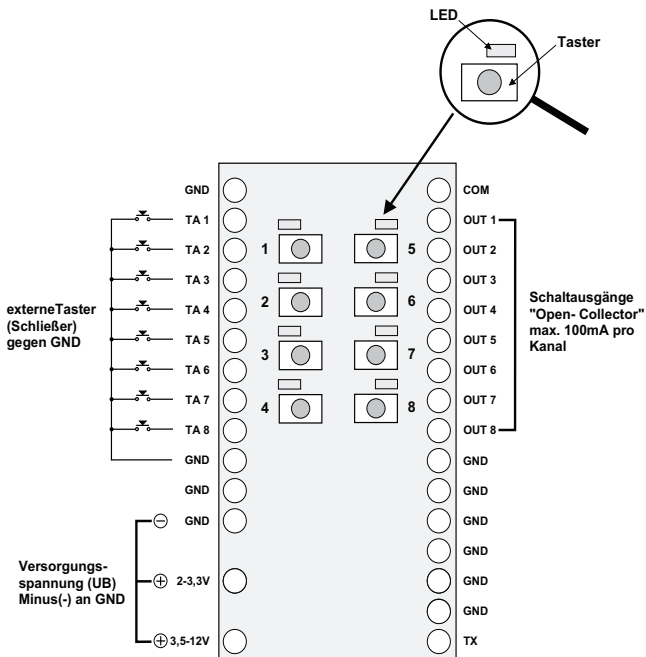 LED
Taster
GND
TA 1
TA 2
TA 3
TA 4
TA 5
TA 6
TA 7
TA 8
GND
GND
GND
2-3,3V
3,5-12V
externeTaster
(Schließer)
gegen GND
Versorgungs-
spannung (UB)
Minus(-) an GND
1
2
3
4
5
6
7
8
COM
OUT 1
OUT 2
OUT 3
OUT 4
OUT 5
OUT 6
OUT 7
OUT 8
GND
GND
GND
GND
GND
GND
TX
Schaltausgänge
"Open- Collector"
max. 100mA pro
Kanal